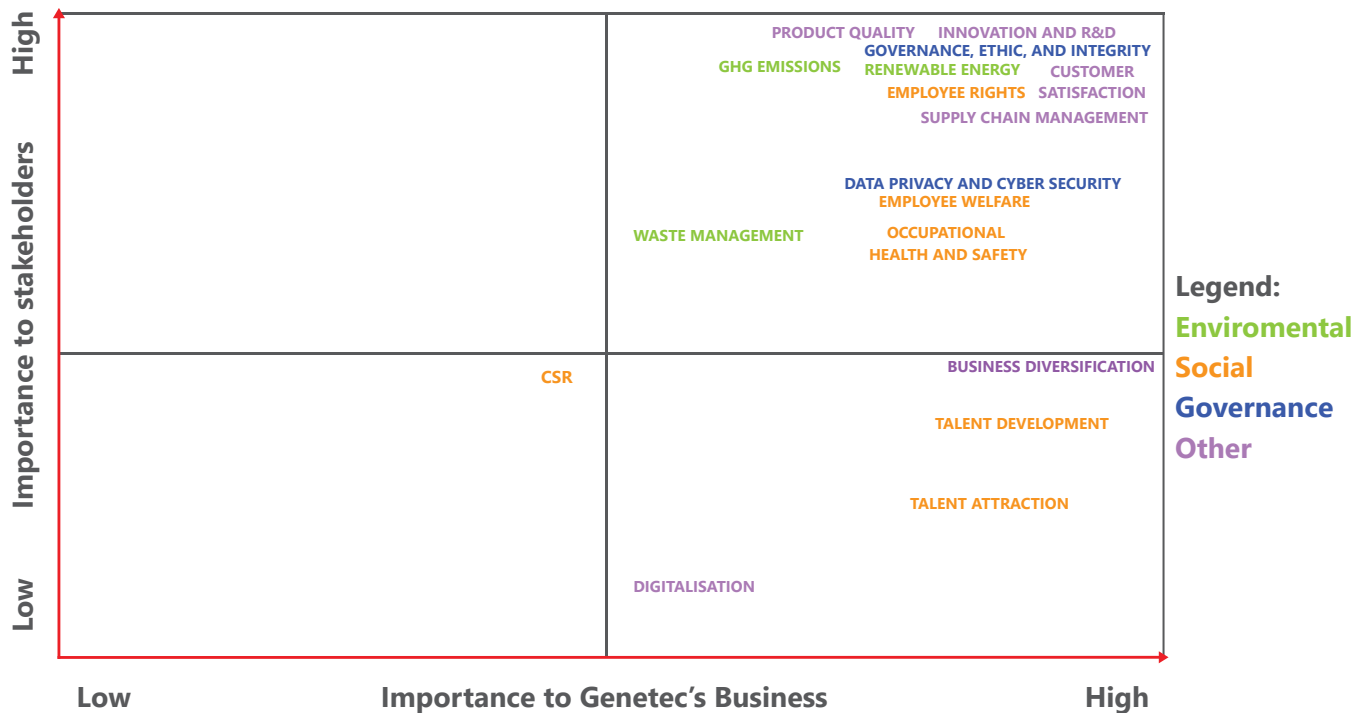 High
Importance to stakeholders
Low
PRODUCT QUALITY
INNOVATION AND R&D
GOVERNANCE, ETHIC, AND INTEGRITY
GHG EMISSIONS
RENEWABLE ENERGY
CUSTOMER
SATISFACTION
EMPLOYEE RIGHTS
SUPPLY CHAIN MANAGEMENT
DATA PRIVACY AND CYBER SECURITY
EMPLOYEE WELFARE
WASTE MANAGEMENT
OCCUPATIONAL
HEALTH AND SAFETY
BUSINESS DIVERSIFICATION
CSR
TALENT DEVELOPMENT
TALENT ATTRACTION
DIGITALISATION
Legend:
Enviromental
Social
Governance
Other
Low
Importance to Genetec's Business
High